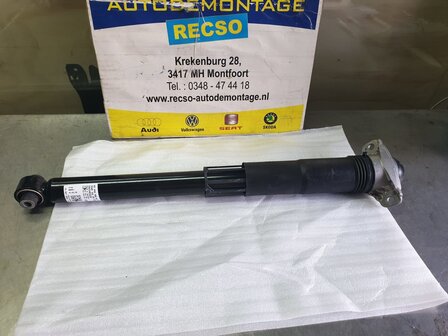 AUTODEMONTAGE
RECSO
Krekenburg 28,
3417 MH Montfoort
Tel. : 0348 - 47 44 18
www.recso-autodemontage.nl
Audi
Volkswagen
SEAT
SKODA